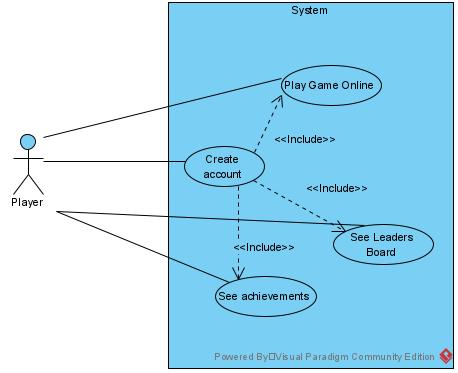 System
Play Game Online
<<Include>>
Create
account
<<Include>>
Player
See Leaders
Board
<<Include>>
See achievements
Powered By Visual Paradigm Community Edition